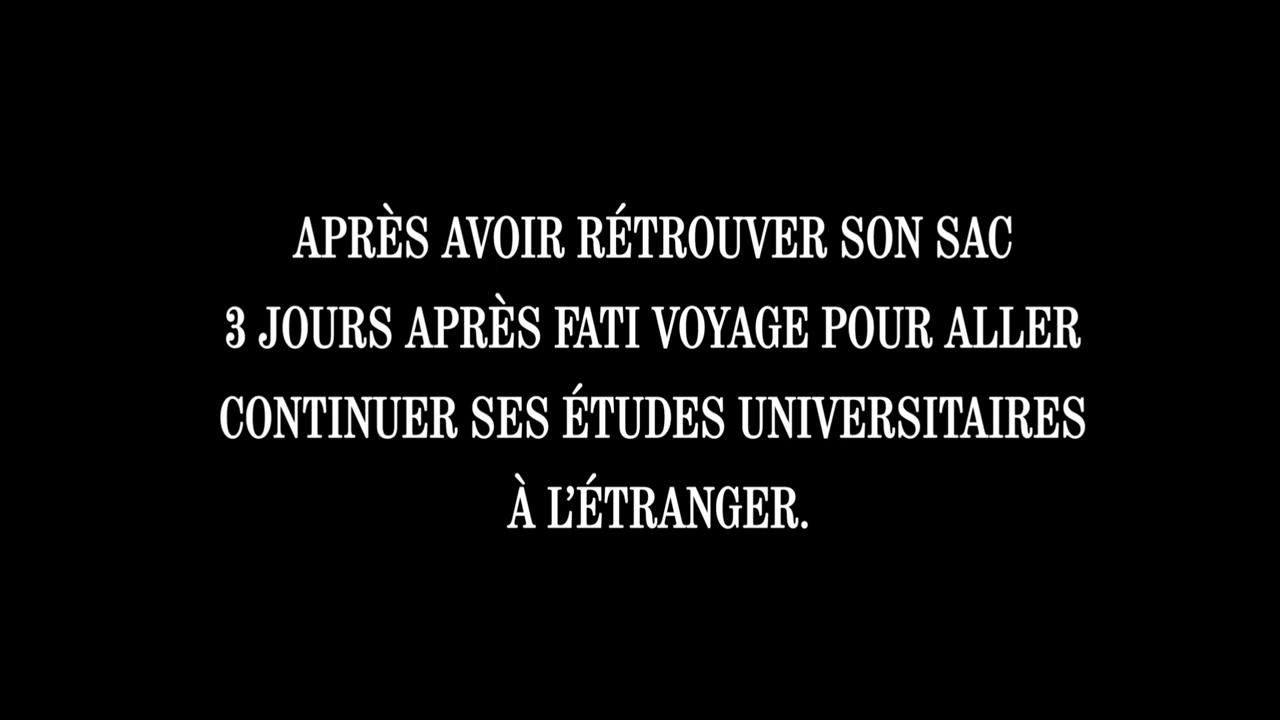 APRÈS AVOIR RÉTROUVER SON SAC
3 JOURS APRÈS FATI VOYAGE POUR ALLER
CONTINUER SES ÉTUDES UNIVERSITAIRES
À L’ÉTRANGER.